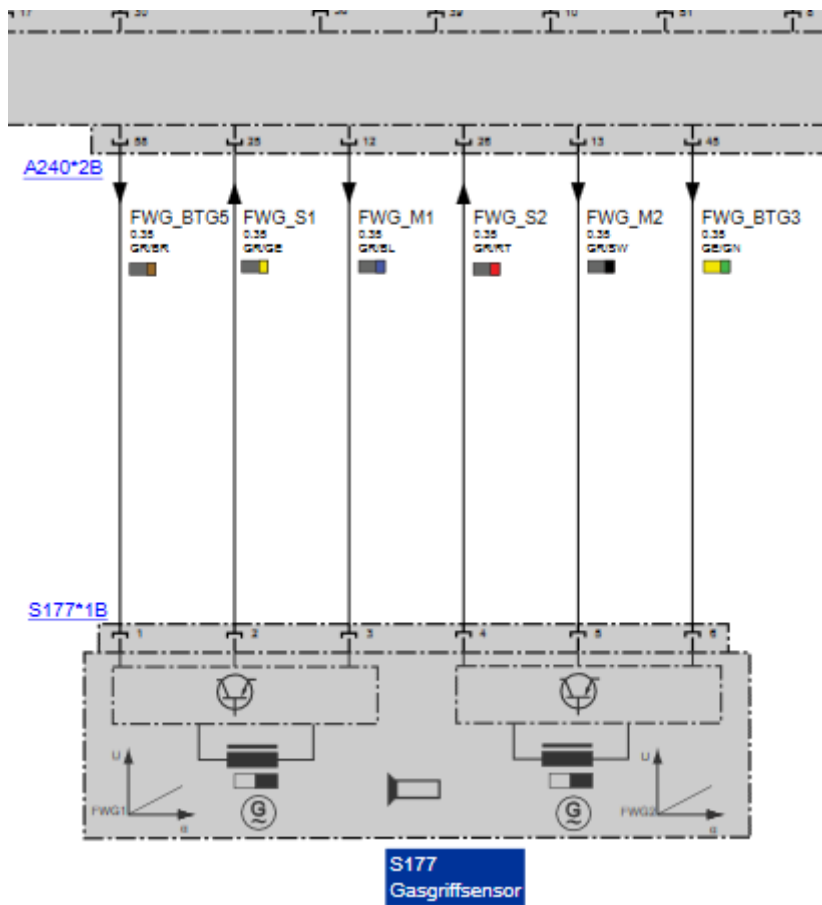 A240*2B
56 25 12 26 13 45
FWG_BTG5 FWG_S1 FWG_M1 FWG_S2 FWG_M2 FWG_BTG3
0.35 0.35 0.35 0.35 0.35 0.35
GR/BR GR/GE GR/BL GR/RT GR/SW GE/GN
S177*1B
1 2 3 4 5 6
U U
FWG1 G G FWG2
α α
S177
Gasgriffsensor